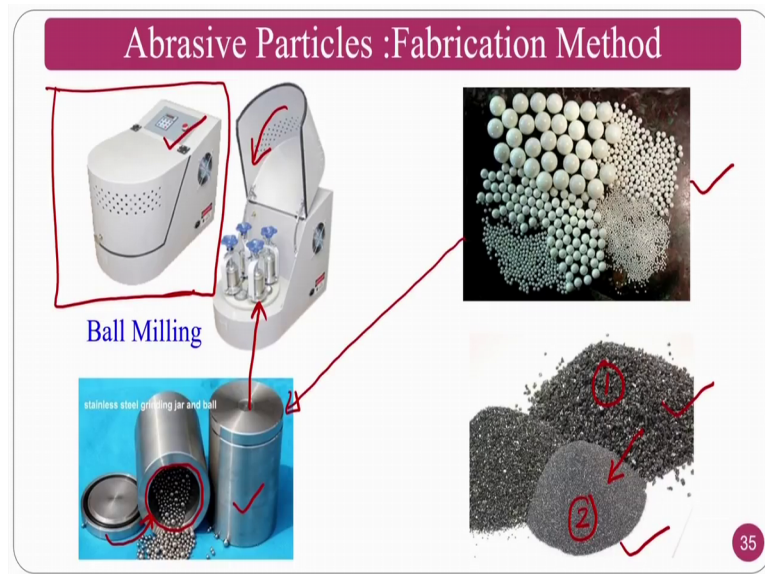 Abrasive Particles :Fabrication Method
Ball Milling
stainless steel grinding jar and ball
1
2
35